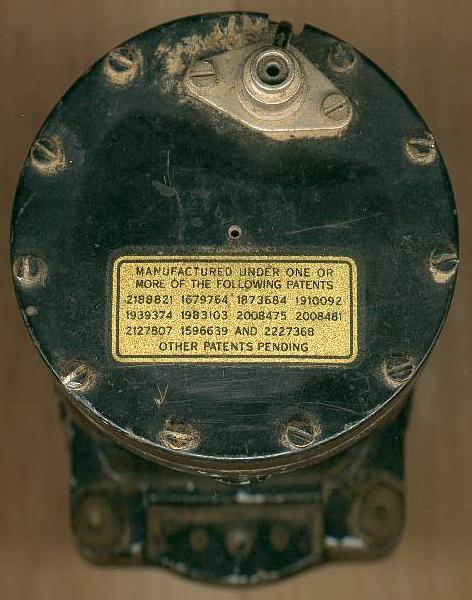 MANUFACTURED UNDER ONE OR
MORE OF THE FOLLOWING PATENTS
2188821 1679764 1873684 1910092
1939374 1983103 2008475 2008481
2127807 1596639 AND 2227368
OTHER PATENTS PENDING